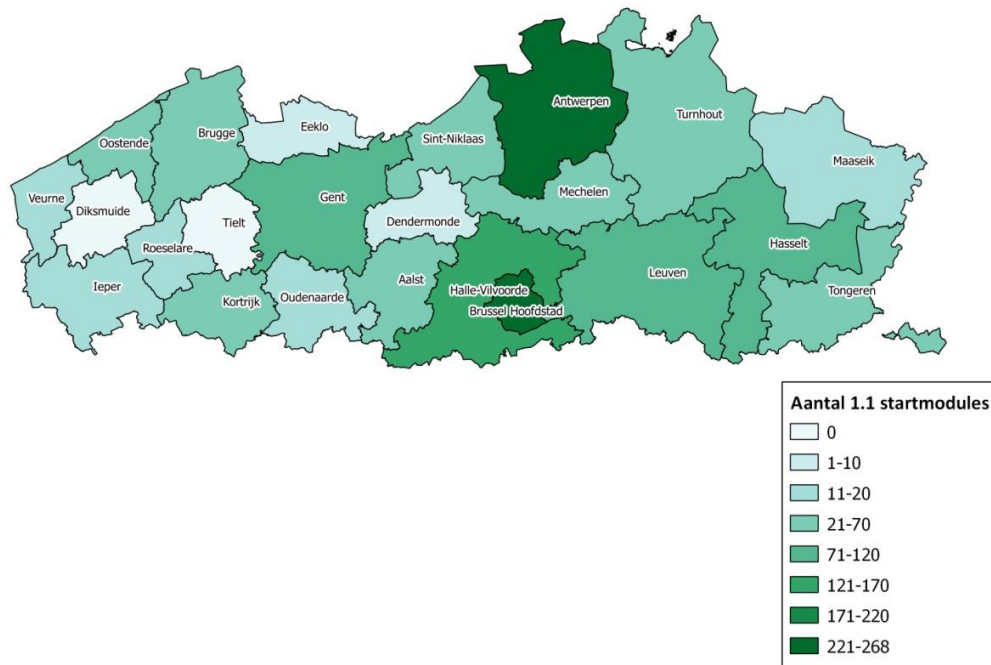 Antwerpen
Turnhout
Eeklo
Brugge
Oostende
Sint-Niklaas
Maaseik
Mechelen
Veurne
Gent
Diksmuide
Tielt
Dendermonde
Roeselare
Hasselt
Leuven
Aalst
Ieper
Halle-Vilvoorde
Tongeren
Kortrijk
Oudenaarde
Brussel Hoofdstad
Aantal 1.1 startmodules
0
1-10
11-20
21-70
71-120
121-170
171-220
221-268